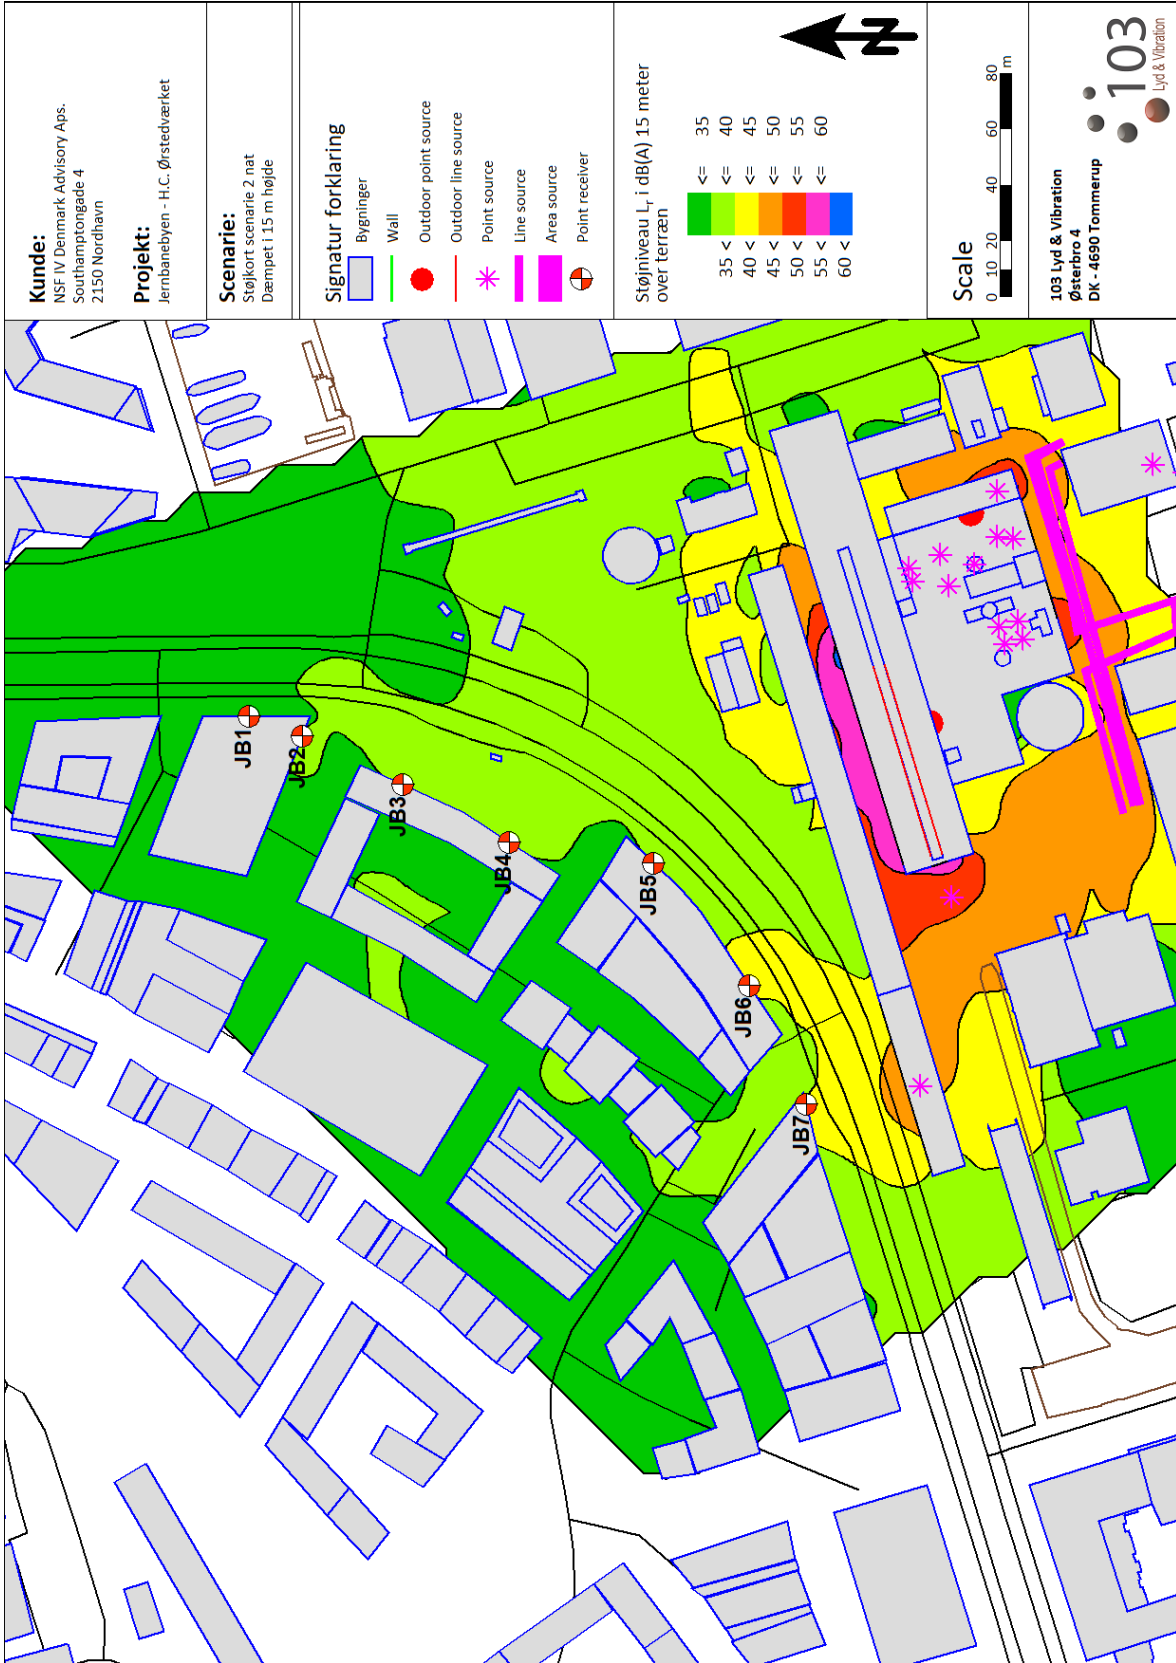 Kunde:
NSF IV Denmark Advisory Aps.
Southamptongade 4
2150 Nordhavn
Projekt:
Jernbanebyen - H.C. Ørstedværket
Scenarie:
Støjkort scenarie 2 nat
Dæmpet i 15 m højde
Signatur forklaring
Bygninger
Wall
Outdoor point source
Outdoor line source
Point source
Line source
Area source
Point receiver
Støjniveau Lr i dB(A) 15 meter
over terræn
<= 35
35 < <= 40
40 < <= 45
45 < <= 50
50 < <= 55
55 < <= 60
60 <
N
Scale
0 10 20 40 60 80
m
103 Lyd & Vibration
Østerbro 4
DK - 4690 Tommerup
103
Lyd & Vibration
JB1
JB2
JB3
JB4
JB5
JB6
JB7